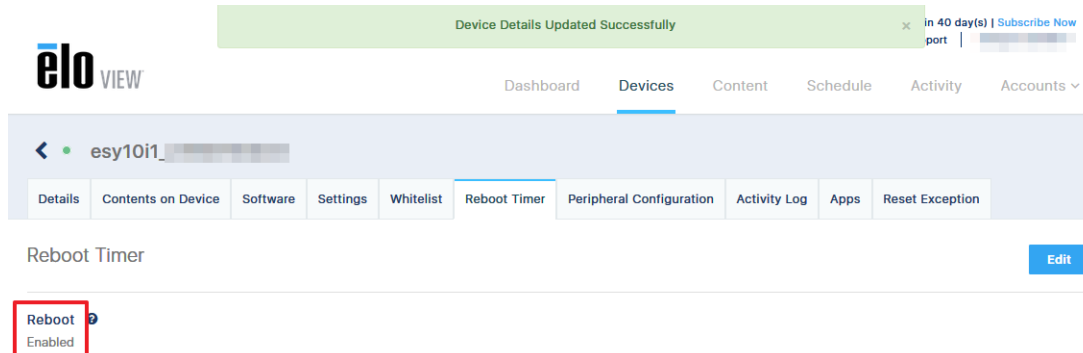 Device Details Updated Successfully ×
in 40 day(s) | Subscribe Now
port |
elo VIEW
Dashboard Devices Content Schedule Activity Accounts
esy10i1_
Details Contents on Device Software Settings Whitelist Reboot Timer Peripheral Configuration Activity Log Apps Reset Exception
Reboot Timer
Edit
Reboot ?
Enabled